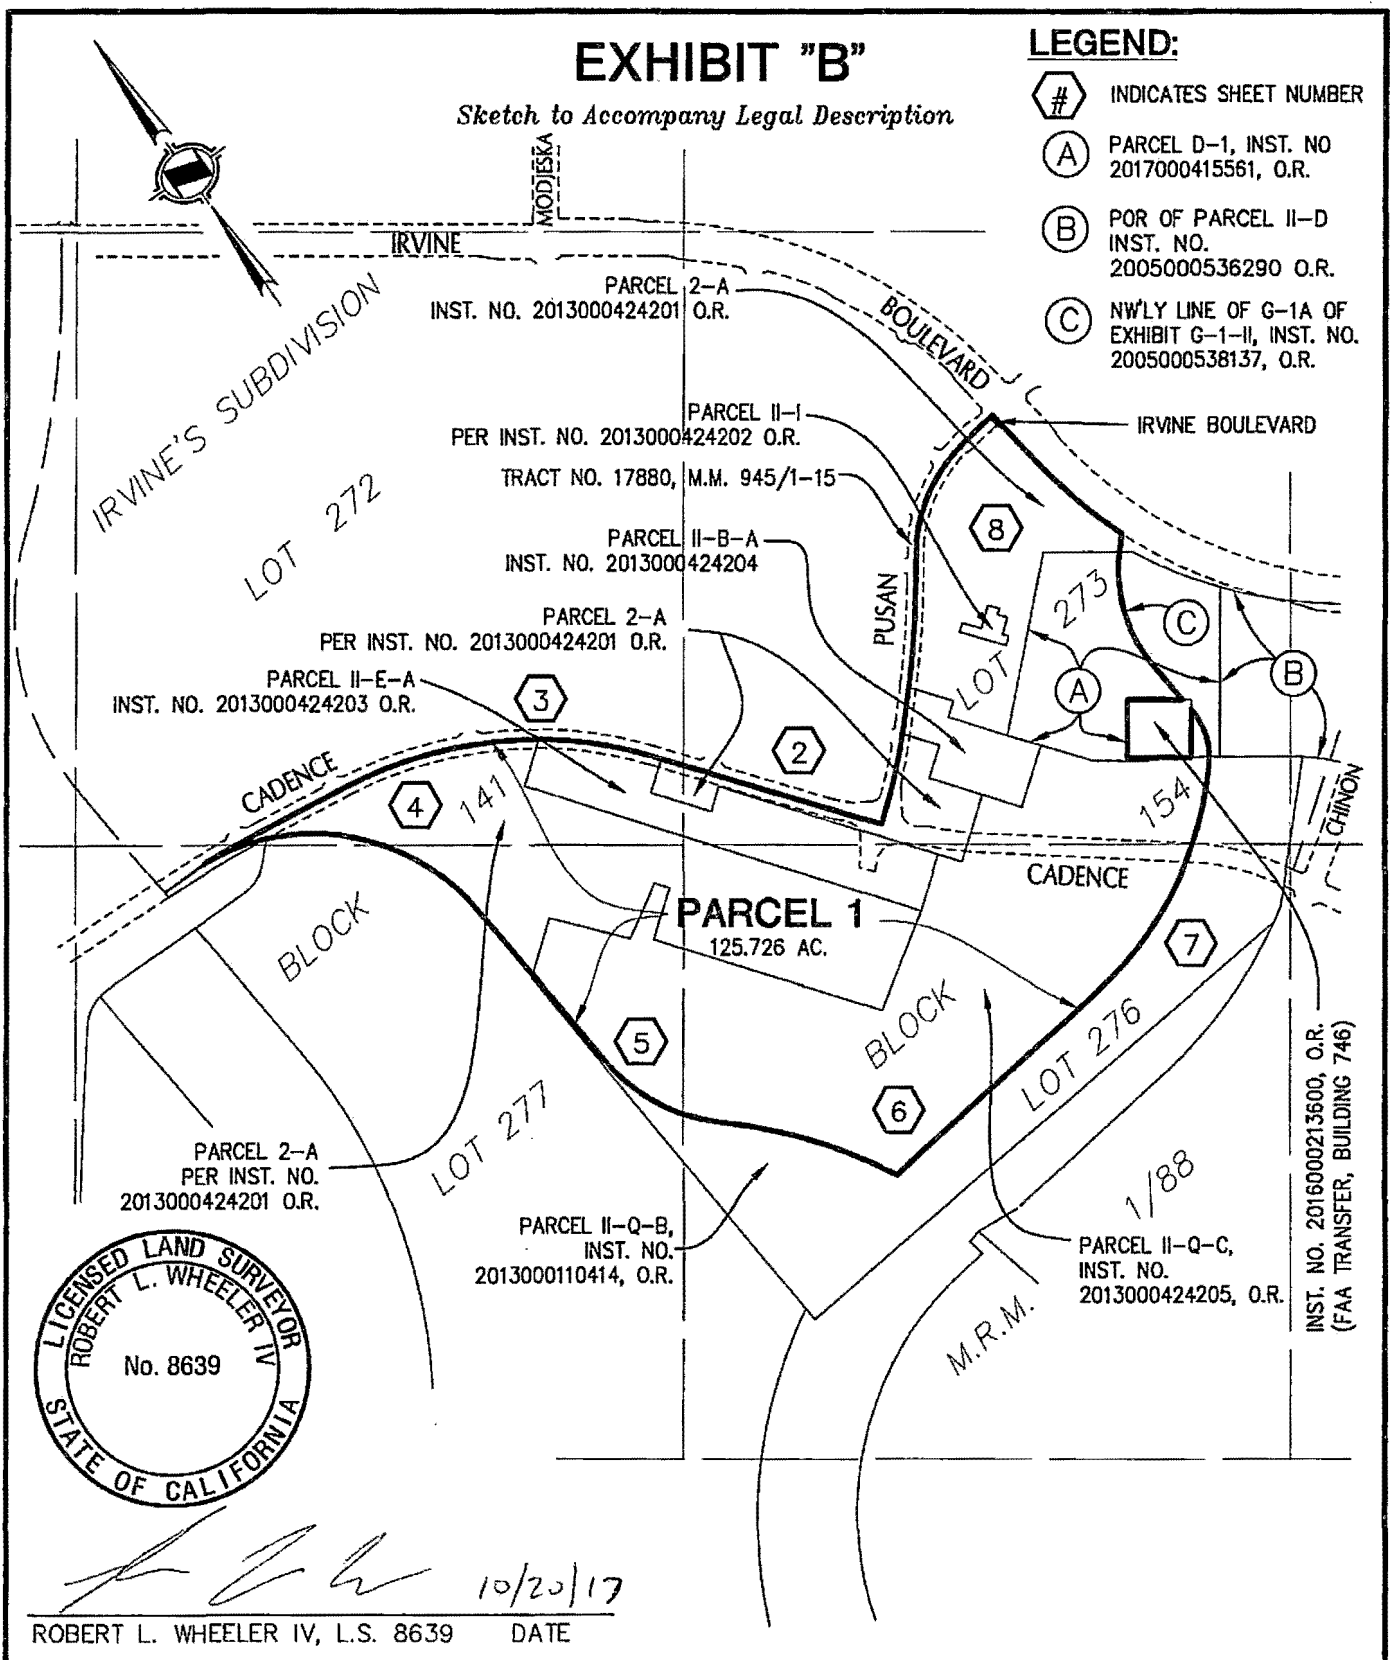 EXHIBIT "B"
Sketch to Accompany Legal Description
LEGEND:
# INDICATES SHEET NUMBER
A PARCEL D-1, INST. NO
2017000415561, O.R.
B POR OF PARCEL II-D
INST. NO.
2005000536290 O.R.
C NW'LY LINE OF G-1A OF
EXHIBIT G-1-II, INST. NO.
2005000538137, O.R.
MODJESKA
IRVINE
BOULEVARD
IRVINE'S SUBDIVISION
LOT 272
PARCEL 2-A
INST. NO. 2013000424201 O.R.
PARCEL II-I
PER INST. NO. 2013000424202 O.R.
IRVINE BOULEVARD
TRACT NO. 17880, M.M. 945/1-15
8
PARCEL II-B-A
INST. NO. 2013000424204
PUSAN
LOT 273
C
PARCEL 2-A
PER INST. NO. 2013000424201 O.R.
A
B
PARCEL II-E-A
INST. NO. 2013000424203 O.R.
3
2
CADENCE
4
141
154
CHINON
CADENCE
BLOCK
PARCEL 1
125.726 AC.
7
5
BLOCK
LOT 276
6
LOT 277
PARCEL 2-A
PER INST. NO.
2013000424201 O.R.
1/88
PARCEL II-Q-B,
INST. NO.
2013000110414, O.R.
PARCEL II-Q-C,
INST. NO.
2013000424205, O.R.
INST. NO. 2016000213600, O.R.
(FAA TRANSFER, BUILDING 746)
M.R.M.
LICENSED LAND SURVEYOR
ROBERT L. WHEELER IV
No. 8639
STATE OF CALIFORNIA
10/20/17
ROBERT L. WHEELER IV, L.S. 8639 DATE